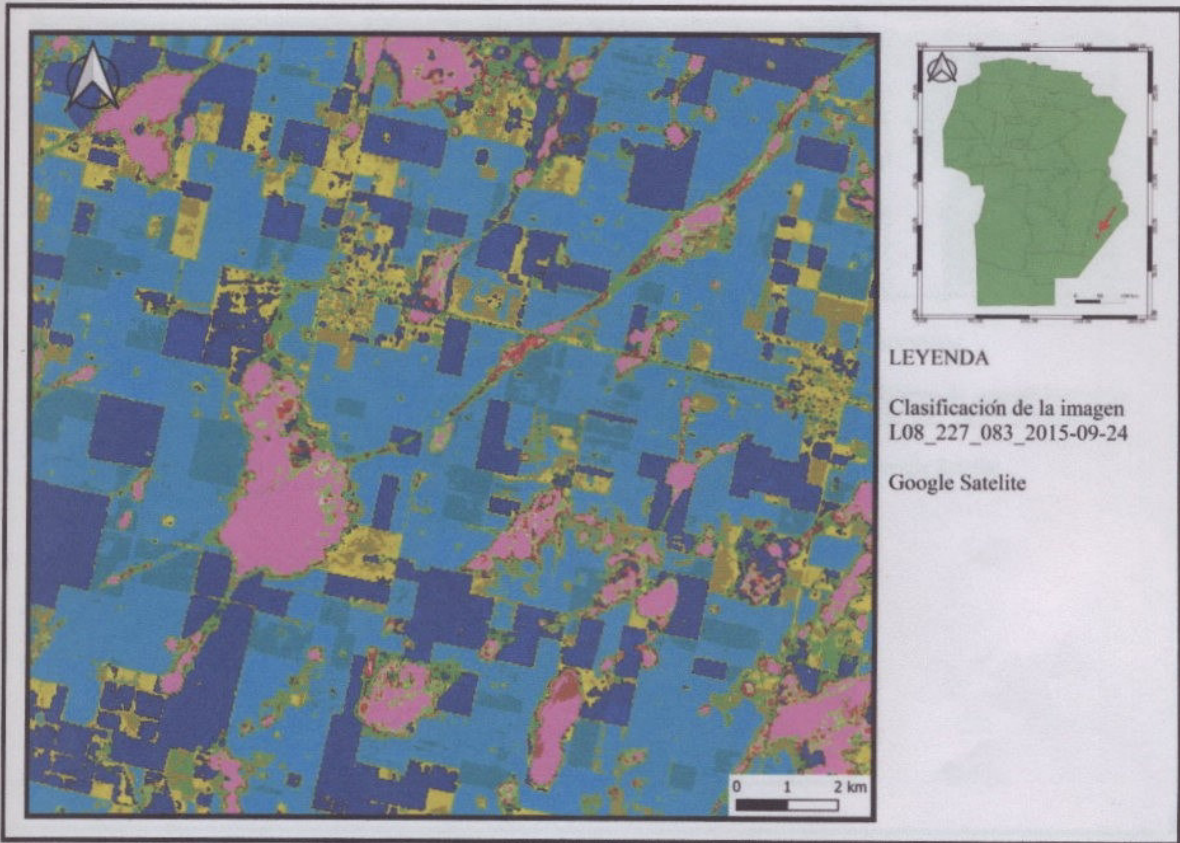 0 1 2 km
LEYENDA
Clasificación de la imagen
L08_227_083_2015-09-24
Google Satelite